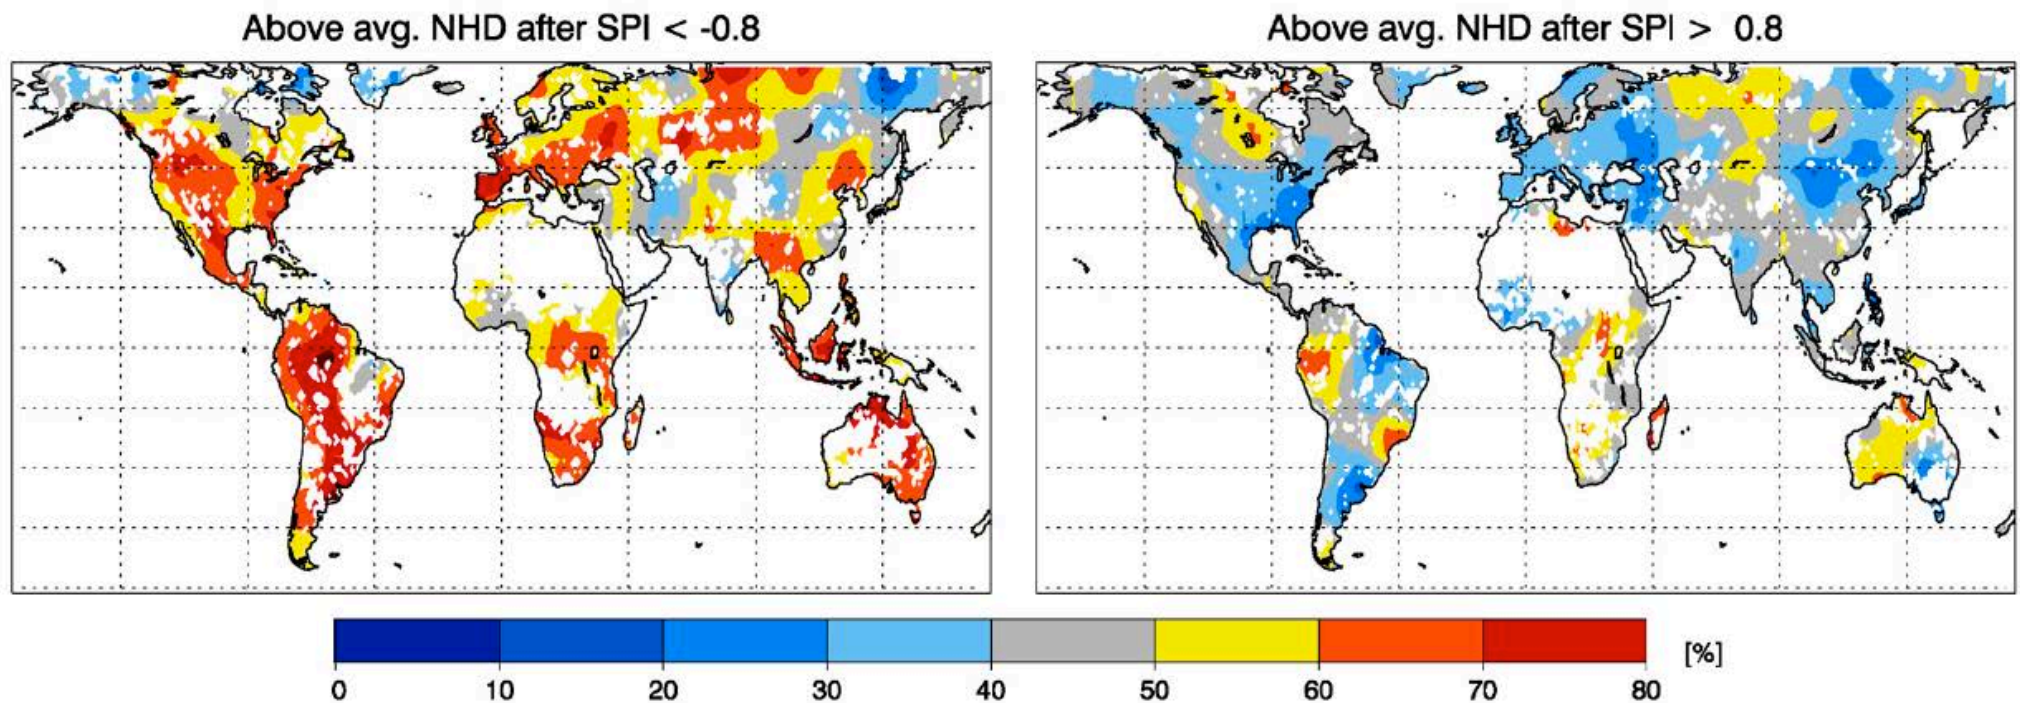 Above avg. NHD after SPI < -0.8
Above avg. NHD after SPI > 0.8
[%]
0 10 20 30 40 50 60 70 80